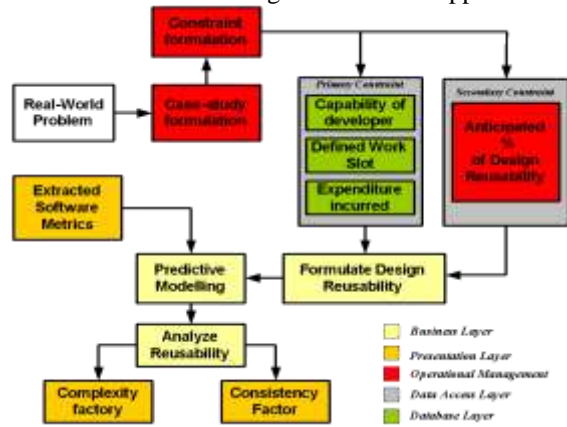 Constraint
formulation
Real-World
Problem
Case-study
formulation
Primary Constraint
Capability of
developer
Defined Work
Slot
Expenditure
incurred
Secondary Constraint
Anticipated
%
of Design
Reusability
Extracted
Software
Metrics
Predictive
Modelling
Formulate Design
Reusability
Analyze
Reusability
Complexity
factory
Consistency
Factor
Business Layer
Presentation Layer
Operational Management
Data Access Layer
Database Layer